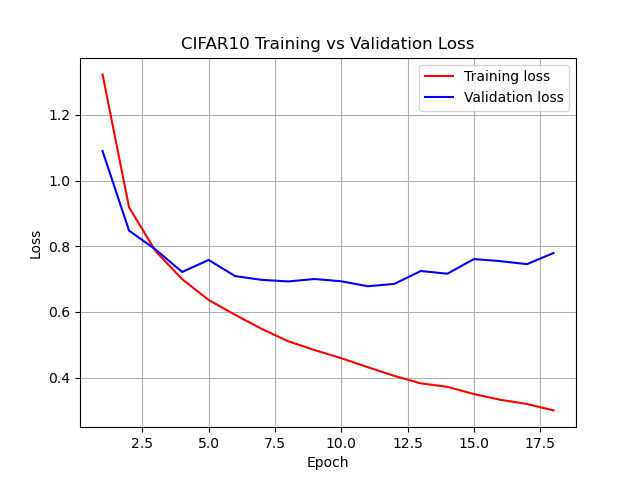 CIFAR10 Training vs Validation Loss
Training loss
Validation loss
1.2
1.0
0.8
0.6
0.4
Loss
2.5 5.0 7.5 10.0 12.5 15.0 17.5
Epoch